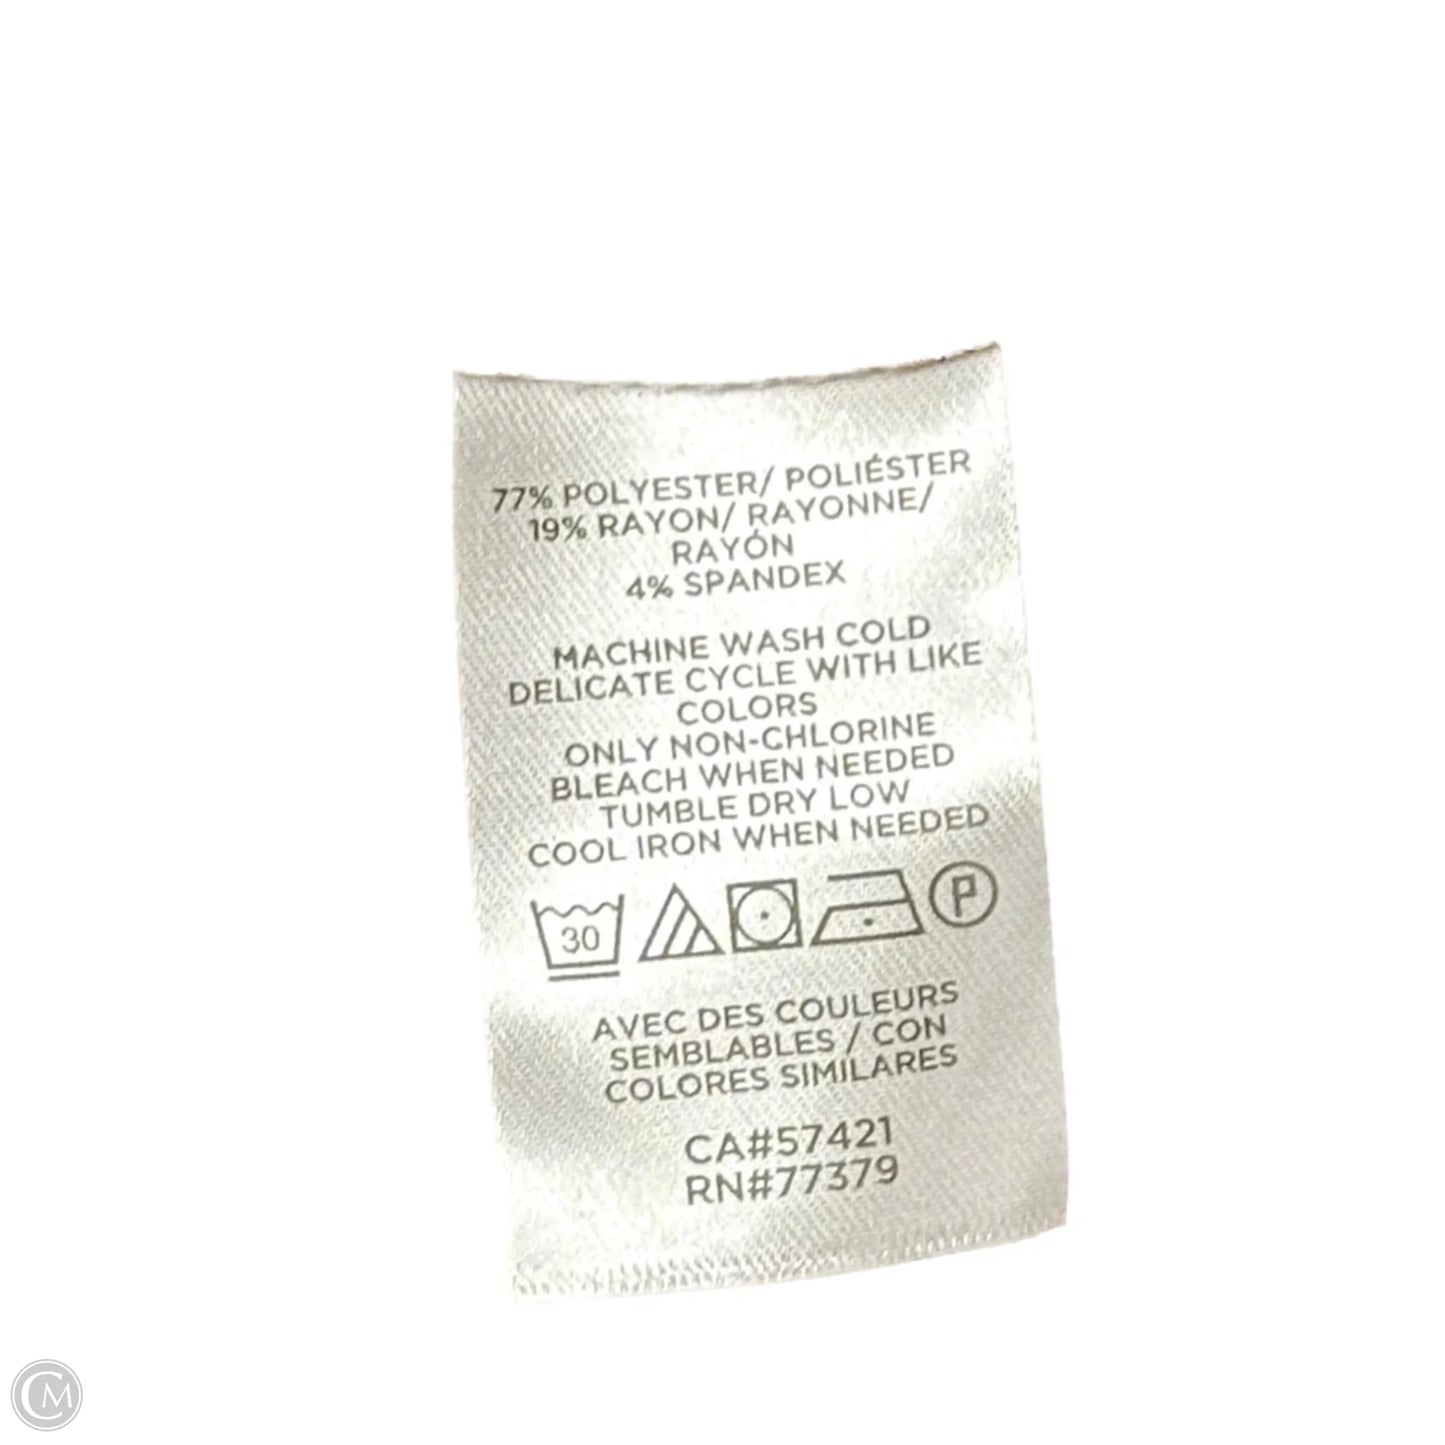 77% POLYESTER/ POLIÉSTER
19% RAYON/ RAYONNE/
RAYÓN
4% SPANDEX
MACHINE WASH COLD
DELICATE CYCLE WITH LIKE
COLORS
ONLY NON-CHLORINE
BLEACH WHEN NEEDED
TUMBLE DRY LOW
COOL IRON WHEN NEEDED
30 P
AVEC DES COULEURS
SEMBLABLES / CON
COLORES SIMILARES
CA#57421
RN#77379
CM